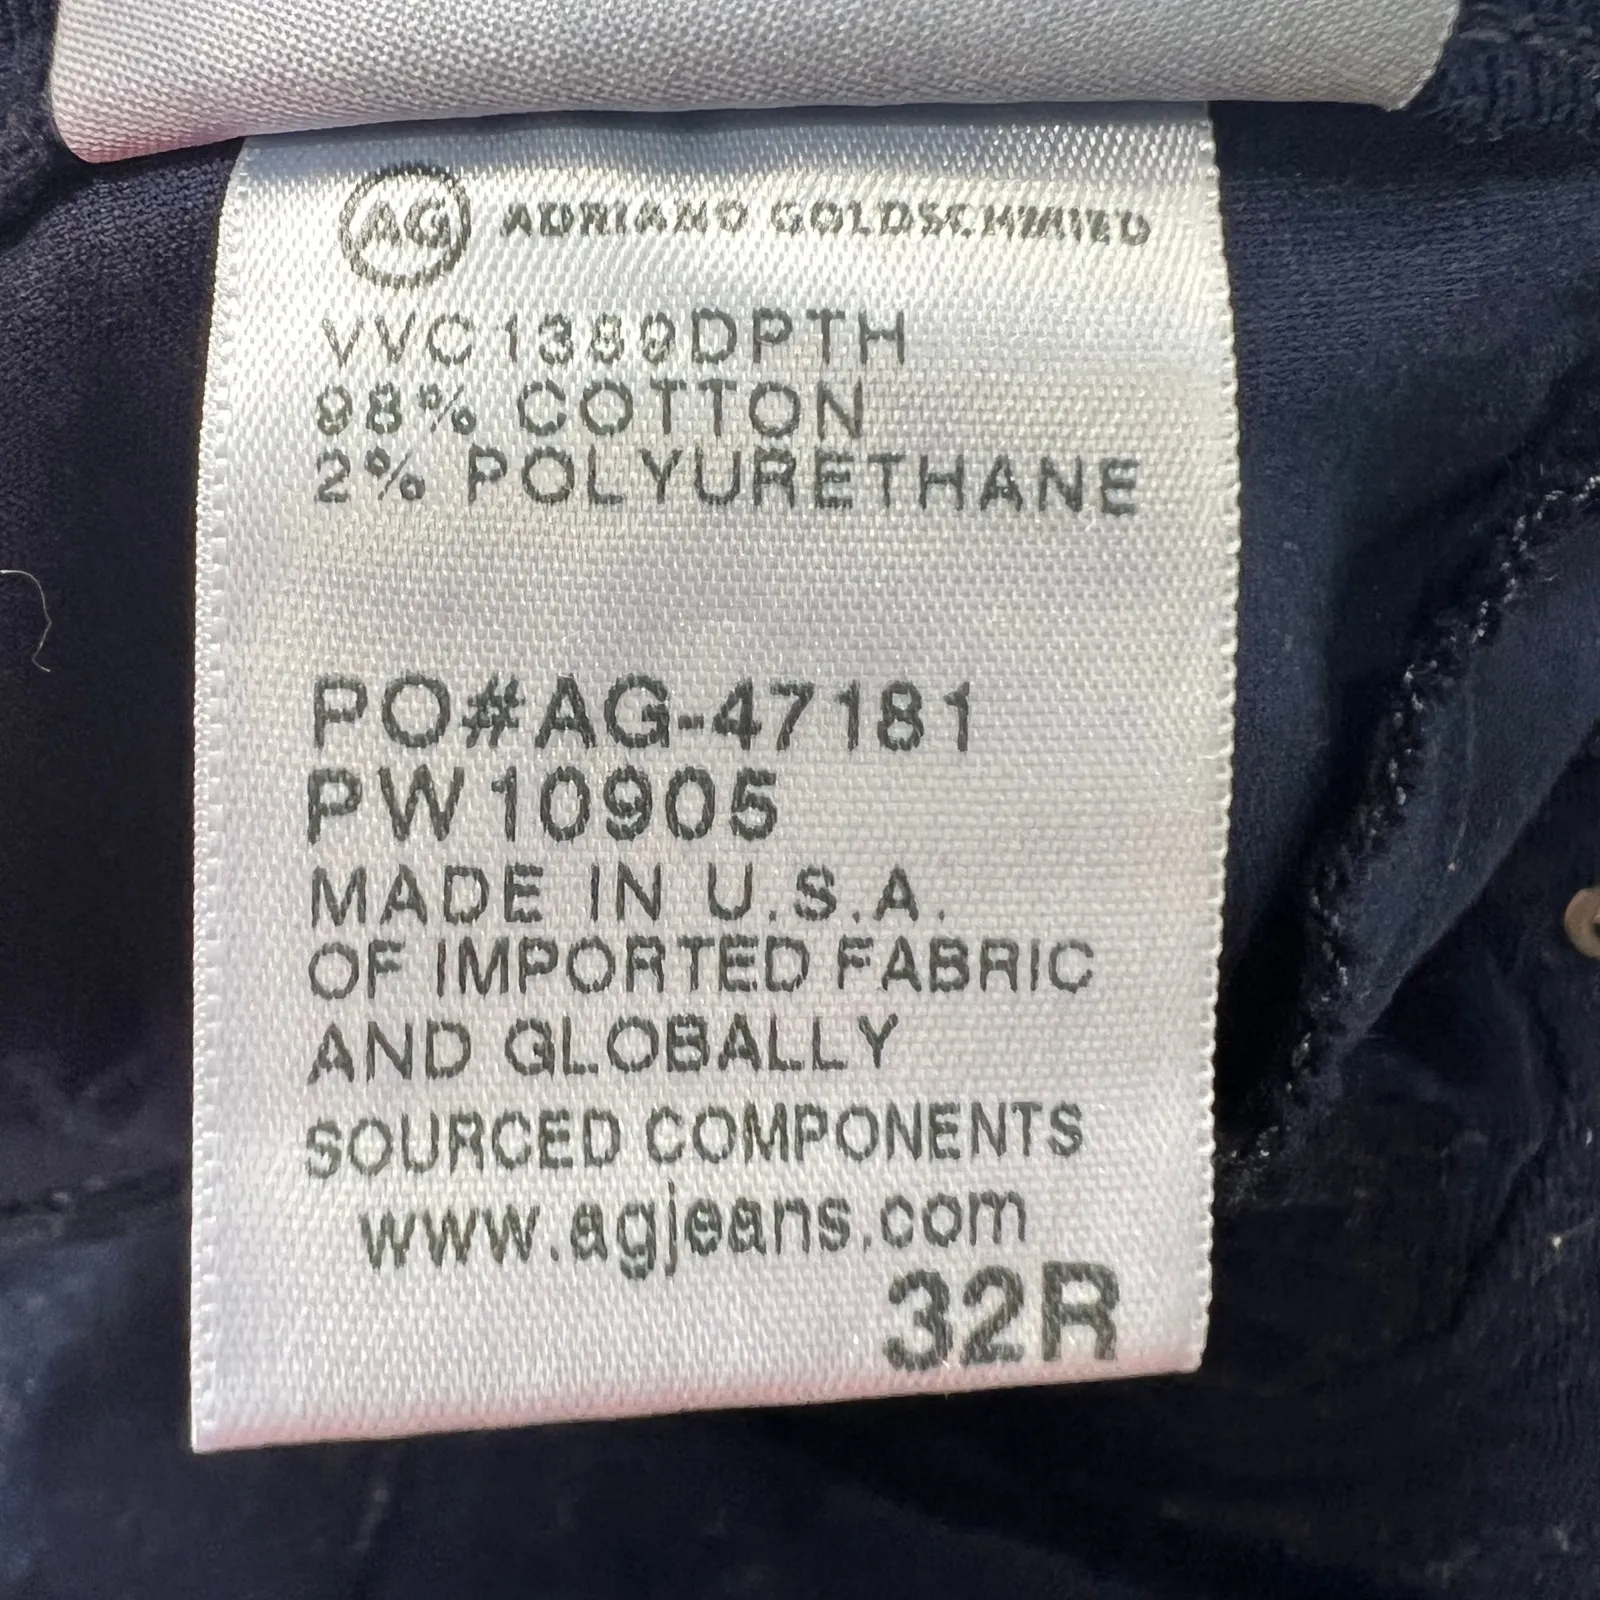 AG ADRIANO GOLDSCHMIED
VVC1389DPTH
98% COTTON
2% POLYURETHANE
PO#AG-47181
PW10905
MADE IN U.S.A.
OF IMPORTED FABRIC
AND GLOBALLY
SOURCED COMPONENTS
www.agjeans.com
32R